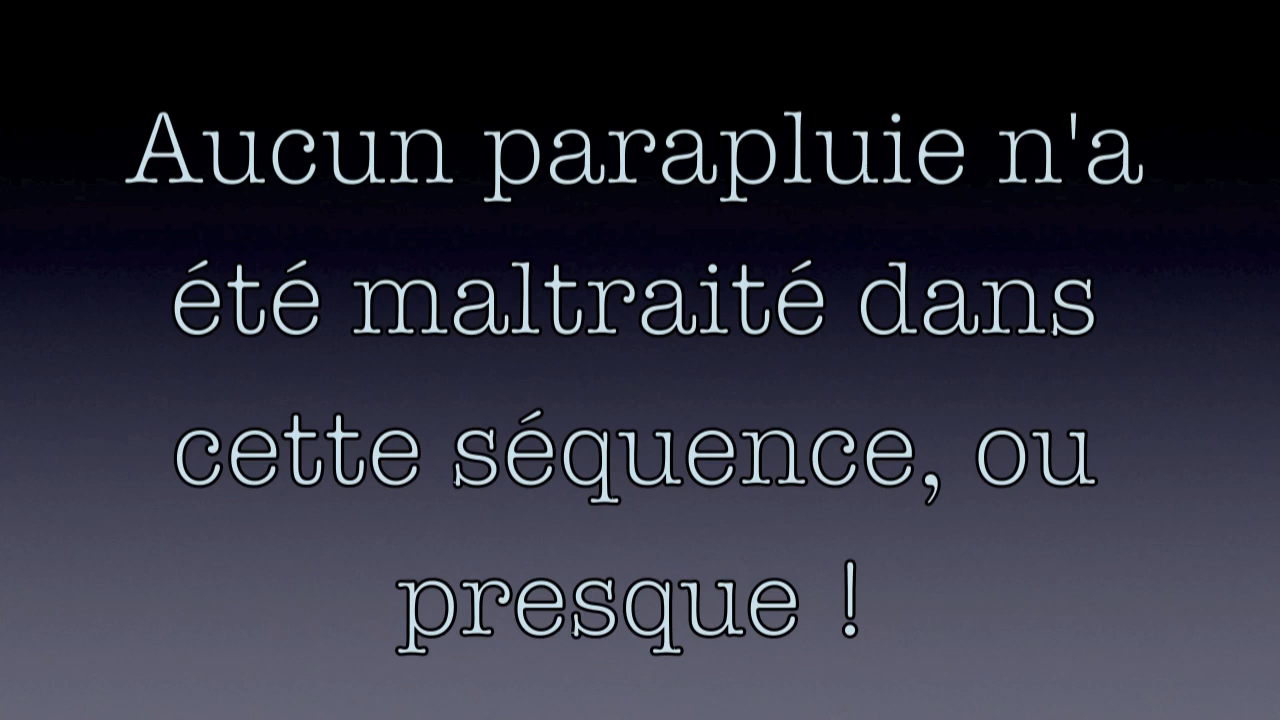 Aucun parapluie n'a
été maltraité dans
cette séquence, ou
presque !